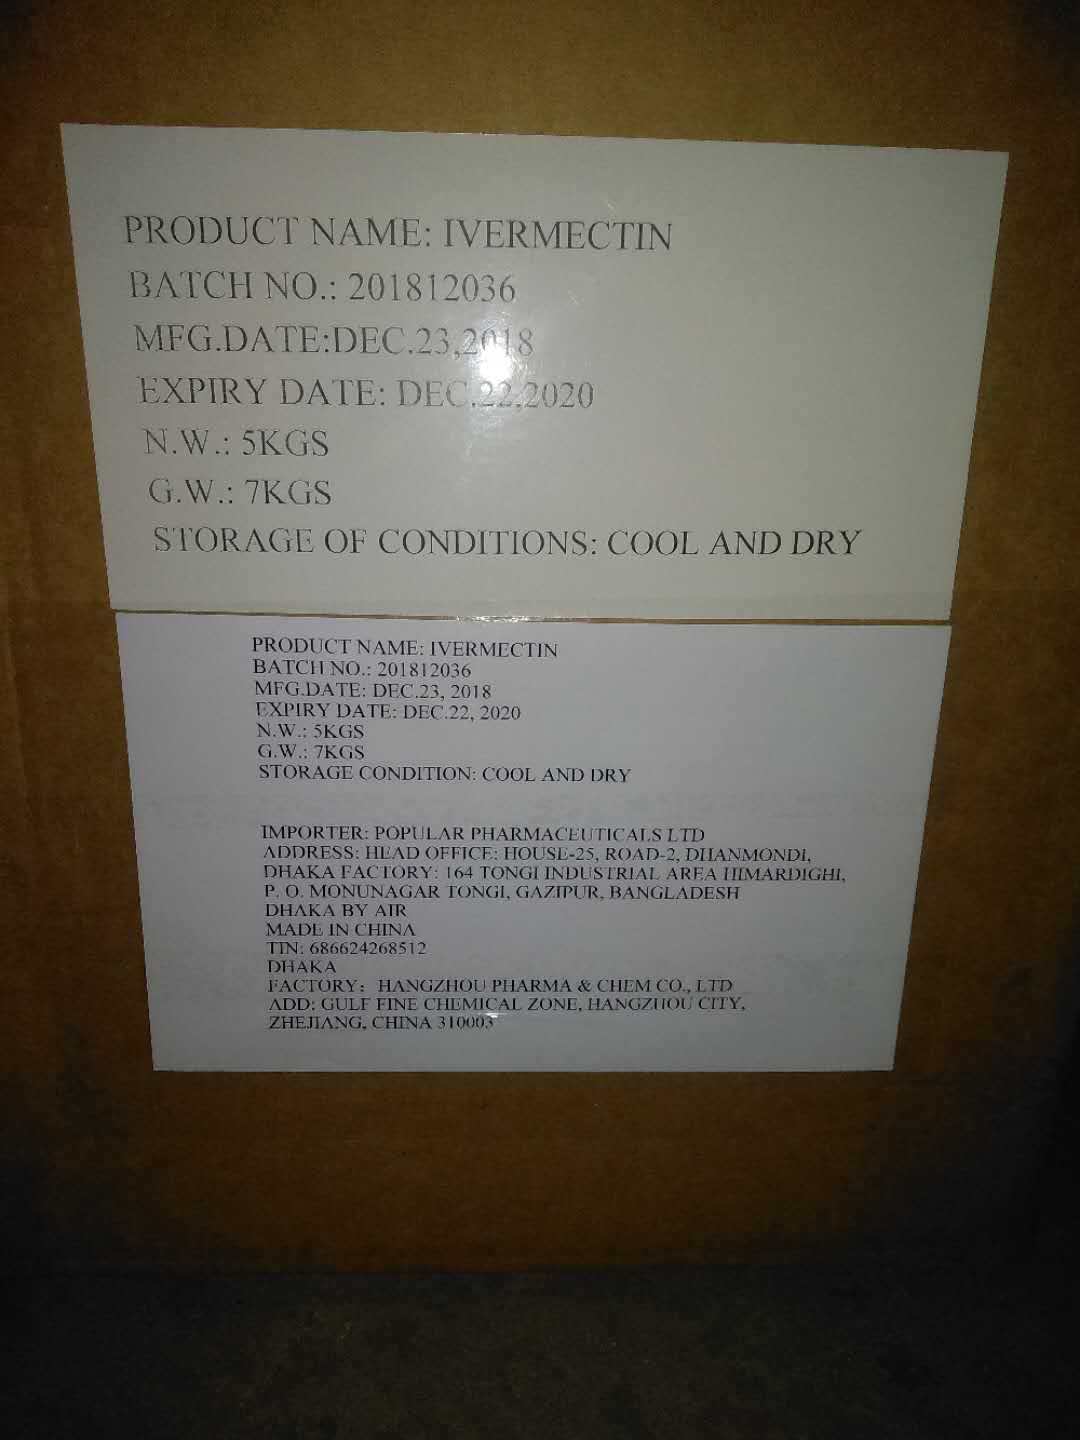 PRODUCT NAME: IVERMECTIN
BATCH NO.: 201812036
MFG.DATE:DEC.23,2018
EXPIRY DATE: DEC.22,2020
N.W.: 5KGS
G.W.: 7KGS
STORAGE OF CONDITIONS: COOL AND DRY
PRODUCT NAME: IVERMECTIN
BATCH NO.: 201812036
MFG.DATE: DEC.23, 2018
EXPIRY DATE: DEC.22, 2020
N.W.: 5KGS
G.W.: 7KGS
STORAGE CONDITION: COOL AND DRY
IMPORTER: POPULAR PHARMACEUTICALS LTD
ADDRESS: HEAD OFFICE: HOUSE-25, ROAD-2, DHANMONDI,
DHAKA FACTORY: 164 TONGI INDUSTRIAL AREA HIMARDIGHI,
P. O. MONUNAGAR TONGI, GAZIPUR, BANGLADESH
DHAKA BY AIR
MADE IN CHINA
TIN: 686624268512
DHAKA
FACTORY: HANGZHOU PHARMA & CHEM CO., LTD
ADD: GULF FINE CHEMICAL ZONE, HANGZHOU CITY,
ZHEJIANG, CHINA 310003